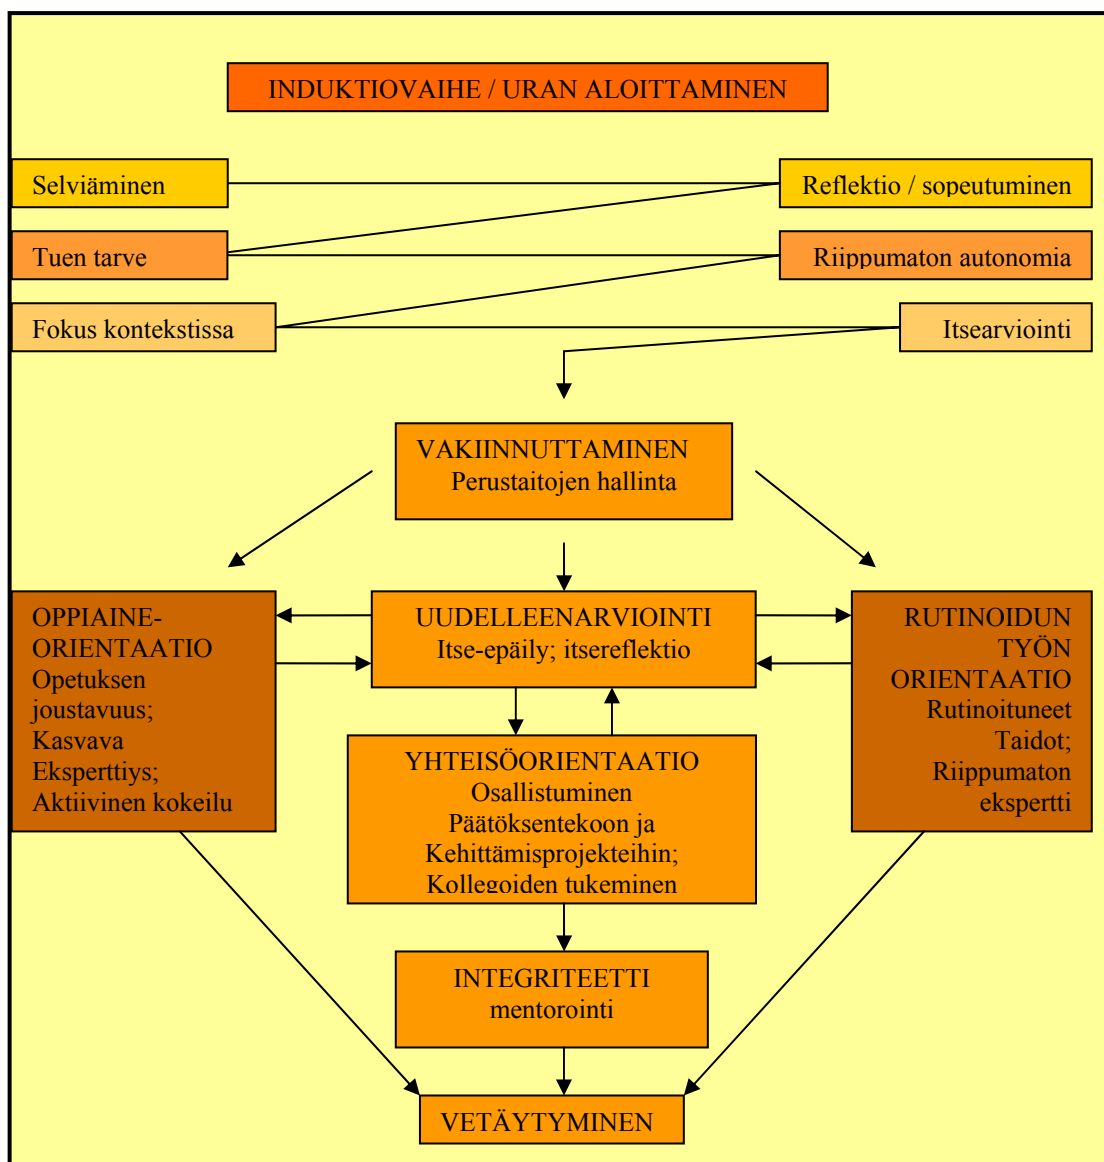 INDUKTIOVAIHE / URAN ALOITTAMINEN
Selviäminen
Reflektio / sopeutuminen
Tuen tarve
Riippumaton autonomia
Fokus kontekstissa
Itsearviointi
VAKIINNUTTAMINEN
Perustaitojen hallinta
OPPIAINE-
ORIENTAATIO
Opetuksen
joustavuus;
Kasvava
Eksperttiys;
Aktiivinen kokeilu
UUDELLEENARVIOINTI
Itse-epäily; itsereflektio
RUTINOIDUN
TYÖN
ORIENTAATIO
Rutinoituneet
Taidot;
Riippumaton
ekspertti
YHTEISÖORIENTAATIO
Osallistuminen
Päätöksentekoon ja
Kehittämisprojekteihin;
Kollegoiden tukeminen
INTEGRITEETTI
mentorointi
VETÄYTYMINEN